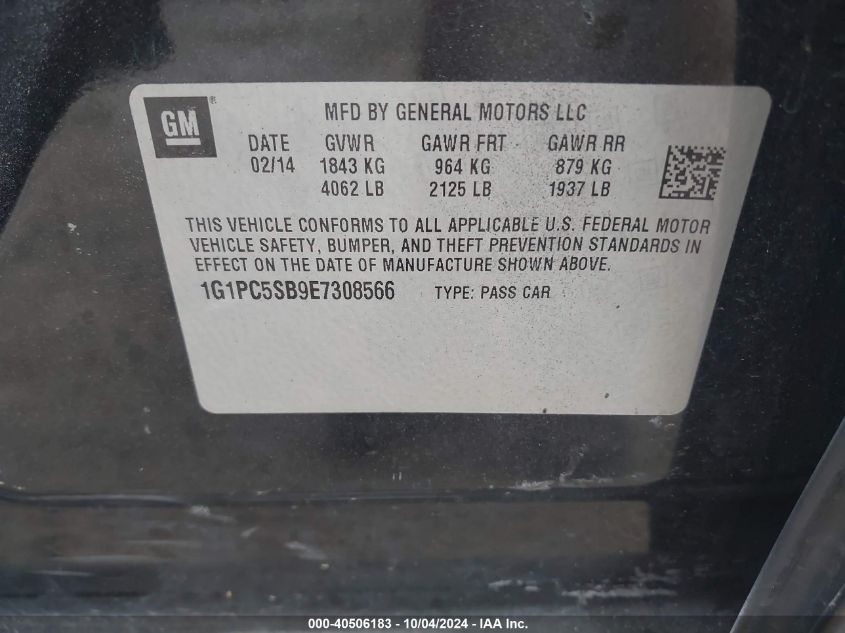 GM
MFD BY GENERAL MOTORS LLC
DATE GVWR GAWR FRT GAWR RR
02/14 1843 KG 964 KG 879 KG
4062 LB 2125 LB 1937 LB
THIS VEHICLE CONFORMS TO ALL APPLICABLE U.S. FEDERAL MOTOR
VEHICLE SAFETY, BUMPER, AND THEFT PREVENTION STANDARDS IN
EFFECT ON THE DATE OF MANUFACTURE SHOWN ABOVE.
1G1PC5SB9E7308566 TYPE: PASS CAR
000-40506183 - 10/04/2024 - IAA Inc.